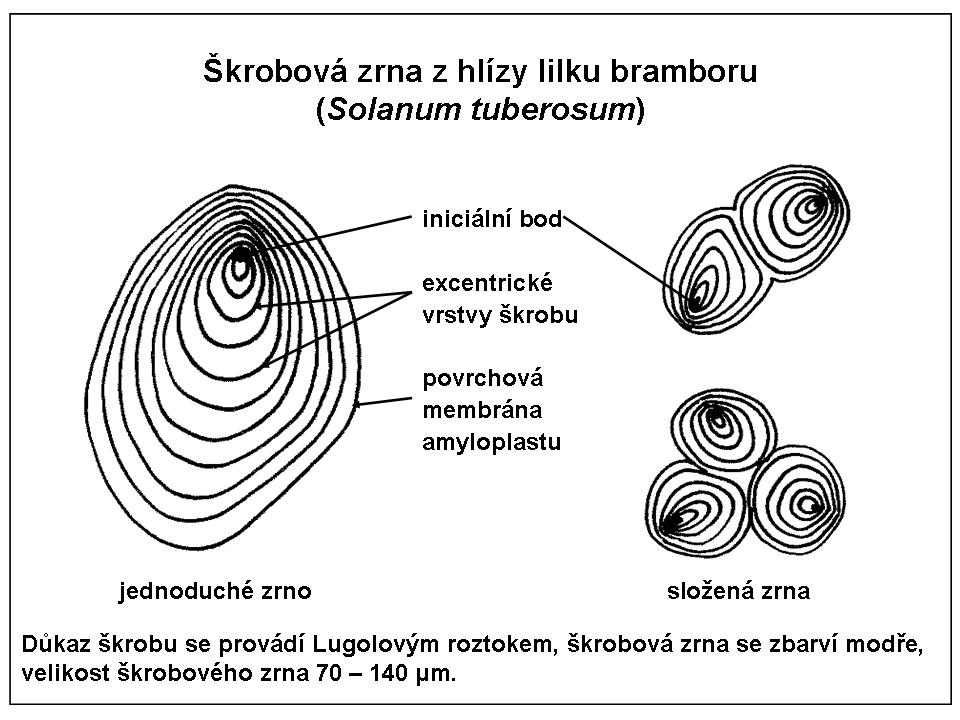 Škrobová zrna z hlízy lilku bramboru
(Solanum tuberosum)
iniciální bod
excentrické
vrstvy škrobu
povrchová
membrána
amyloplastu
jednoduché zrno
složená zrna
Důkaz škrobu se provádí Lugolovým roztokem, škrobová zrna se zbarví modře,
velikost škrobového zrna 70 – 140 µm.